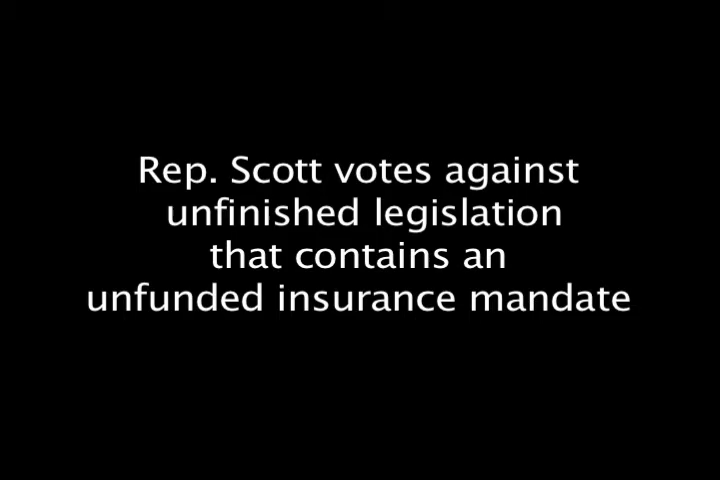 Rep. Scott votes against
unfinished legislation
that contains an
unfunded insurance mandate